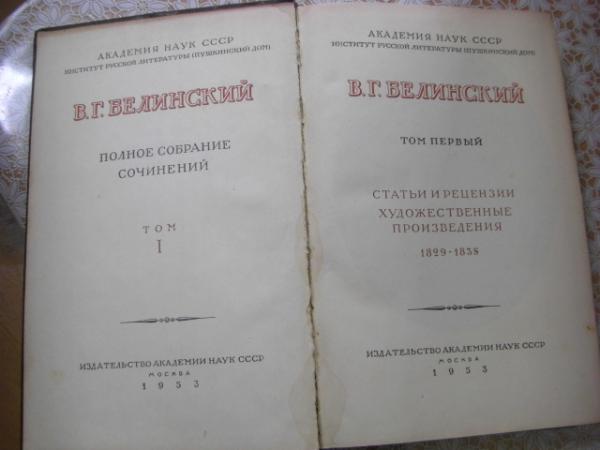 АКАДЕМИЯ НАУК СССР
ИНСТИТУТ РУССКОЙ ЛИТЕРАТУРЫ (ПУШКИНСКИЙ ДОМ)
В. Г. БЕЛИНСКИЙ
ПОЛНОЕ СОБРАНИЕ
СОЧИНЕНИЙ
ТОМ
I
ИЗДАТЕЛЬСТВО АКАДЕМИИ НАУК СССР
МОСКВА
1953
АКАДЕМИЯ НАУК СССР
ИНСТИТУТ РУССКОЙ ЛИТЕРАТУРЫ (ПУШКИНСКИЙ ДОМ)
В. Г. БЕЛИНСКИЙ
ТОМ ПЕРВЫЙ
СТАТЬИ И РЕЦЕНЗИИ
ХУДОЖЕСТВЕННЫЕ
ПРОИЗВЕДЕНИЯ
1829-1835
ИЗДАТЕЛЬСТВО АКАДЕМИИ НАУК СССР
МОСКВА
1953